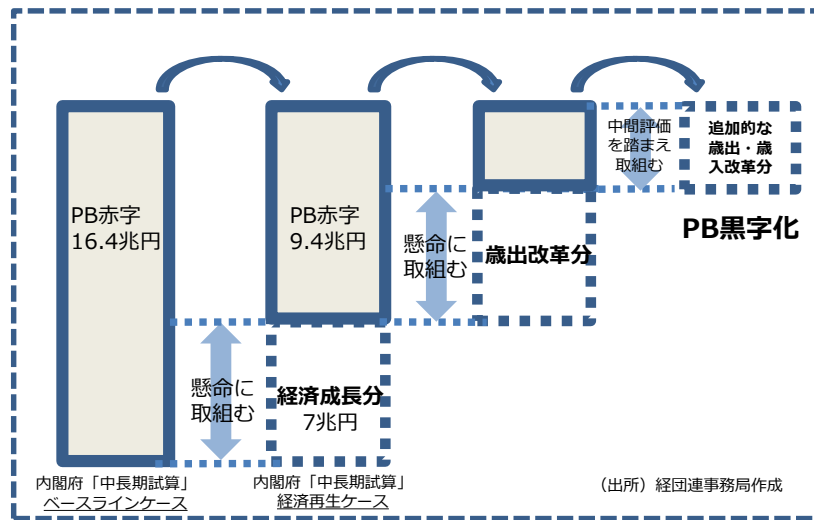 PB赤字
16.4兆円
懸命に
取組む
PB赤字
9.4兆円
経済成長分
7兆円
懸命に
取組む
歳出改革分
中間評価
を踏まえ
取組む
追加的な
歳出・歳
入改革分
PB黒字化
内閣府「中長期試算」
ベースラインケース
内閣府「中長期試算」
経済再生ケース
（出所）経団連事務局作成